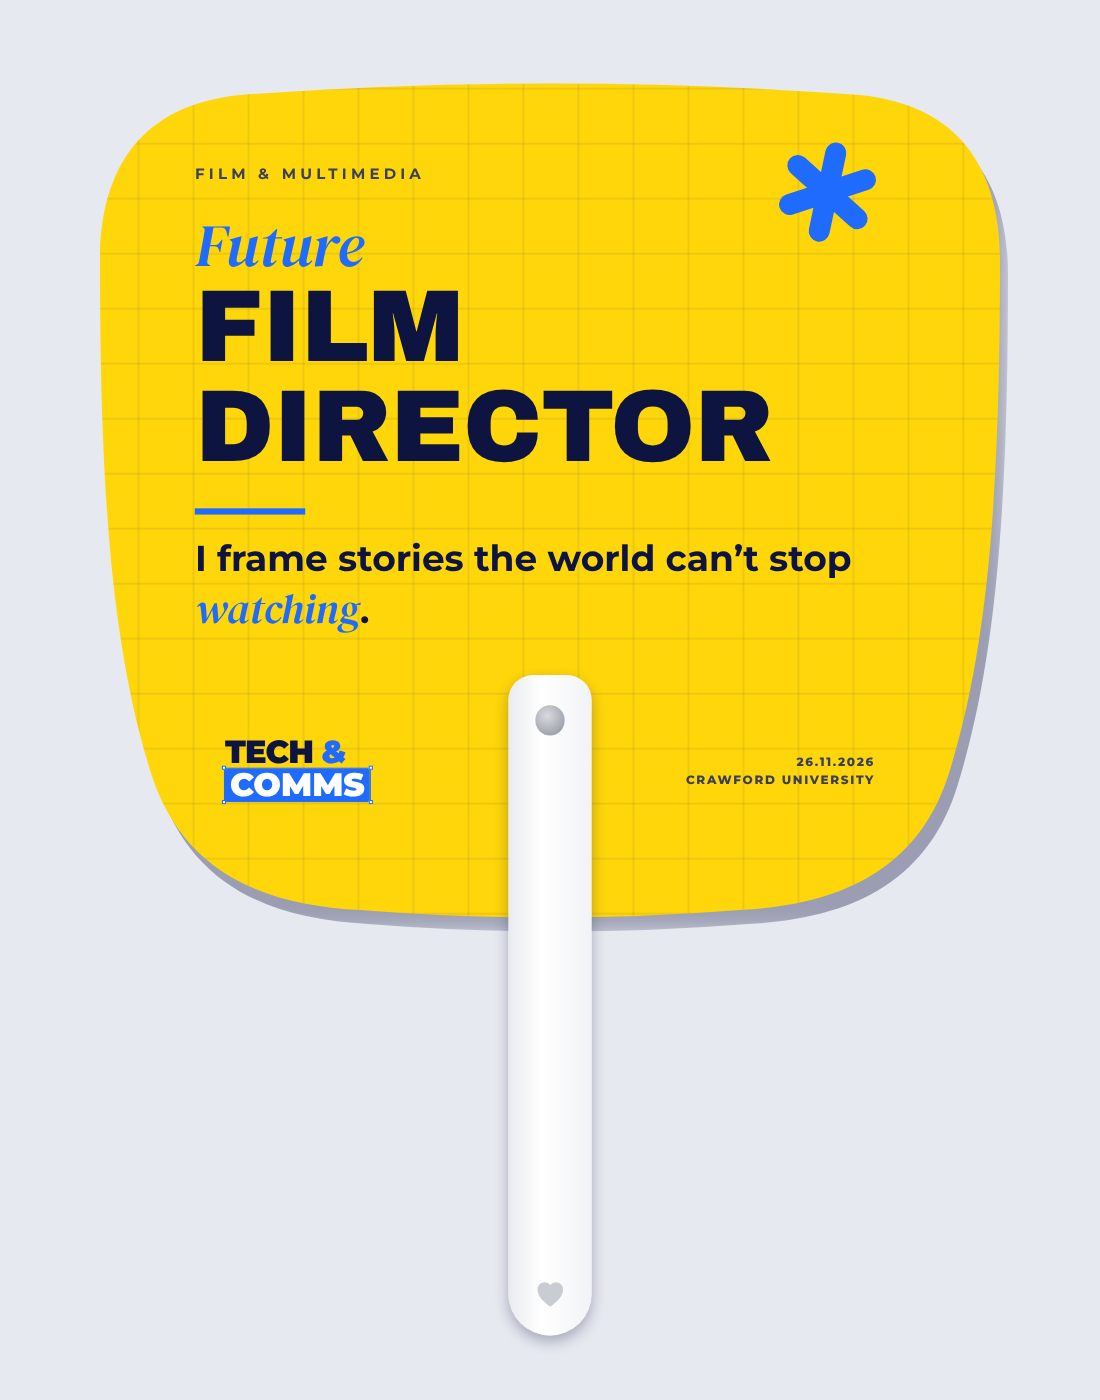 FILM & MULTIMEDIA
Future
FILM
DIRECTOR
I frame stories the world can’t stop
watching.
TECH &
COMMS
26.11.2026
CRAWFORD UNIVERSITY